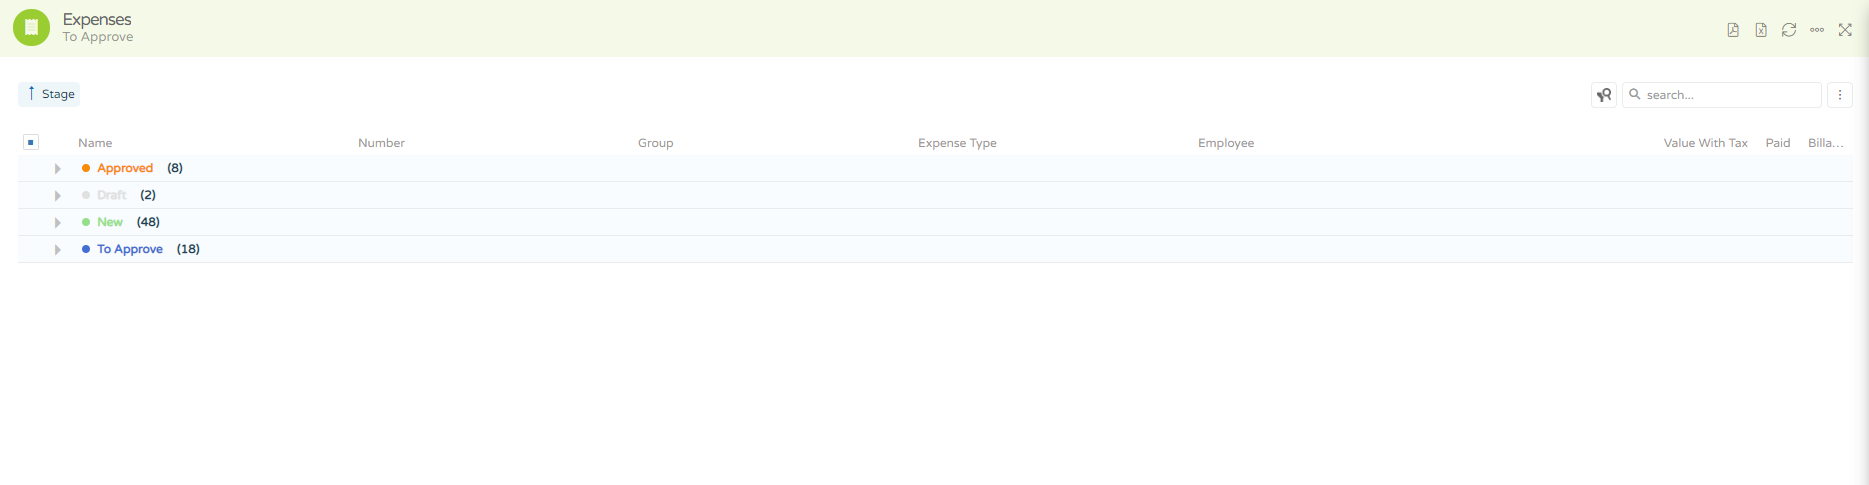 Expenses
To Approve
Stage
search...
Name Number Group Expense Type Employee Value With Tax Paid Billa...
Approved (8)
Draft (2)
New (48)
To Approve (18)